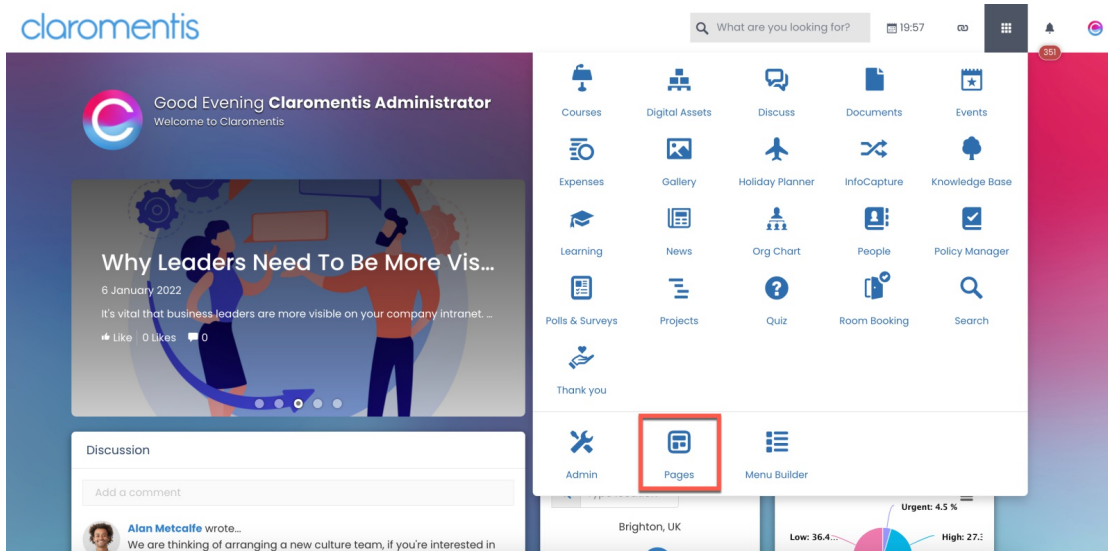 claromentis
What are you looking for?
19:57
351
Good Evening Claromentis Administrator
Welcome to Claromentis
Why Leaders Need To Be More Vis...
6 January 2022
It's vital that business leaders are more visible on your company intranet. ...
Like 0 Likes 0
Courses Digital Assets Discuss Documents Events
Expenses Gallery Holiday Planner InfoCapture Knowledge Base
Learning News Org Chart People Policy Manager
Polls & Surveys Projects Quiz Room Booking Search
Thank you
Admin Pages Menu Builder
Discussion
Add a comment
Alan Metcalfe wrote...
We are thinking of arranging a new culture team, if you're interested in
Brighton, UK
Urgent: 4.5 %
Low: 36.4...
High: 27.3